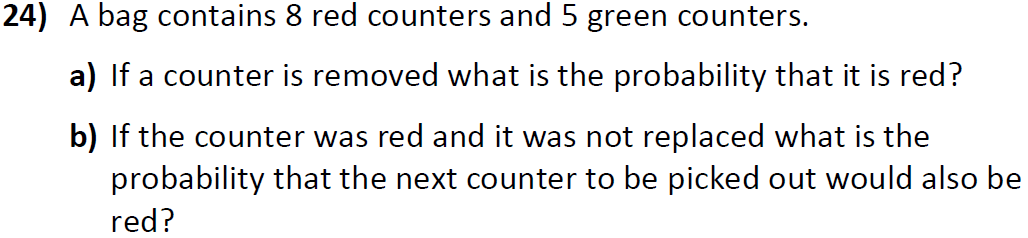 24) A bag contains 8 red counters and 5 green counters.
a) If a counter is removed what is the probability that it is red?
b) If the counter was red and it was not replaced what is the
probability that the next counter to be picked out would also be
red?